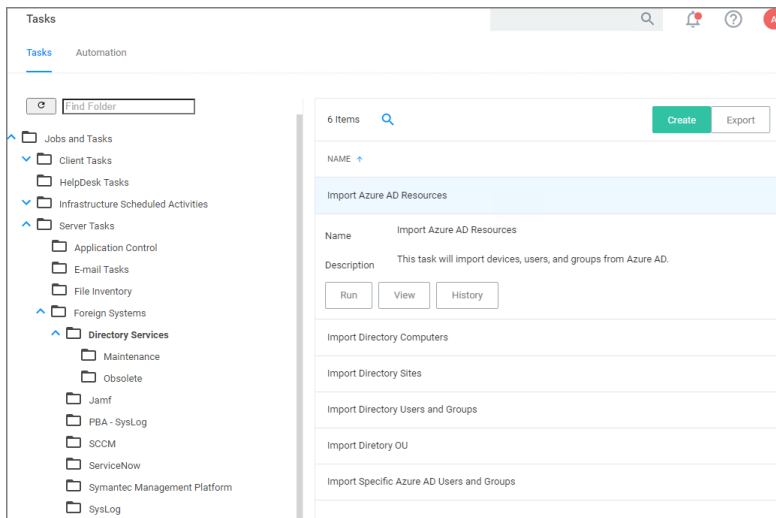 Tasks
A
Tasks Automation
Find Folder
Jobs and Tasks
Client Tasks
HelpDesk Tasks
Infrastructure Scheduled Activities
Server Tasks
Application Control
E-mail Tasks
File Inventory
Foreign Systems
Directory Services
Maintenance
Obsolete
Jamf
PBA - SysLog
SCCM
ServiceNow
Symantec Management Platform
SysLog
6 Items Create Export
NAME
Import Azure AD Resources
Name Import Azure AD Resources
Description This task will import devices, users, and groups from Azure AD.
Run View History
Import Directory Computers
Import Directory Sites
Import Directory Users and Groups
Import Diretory OU
Import Specific Azure AD Users and Groups